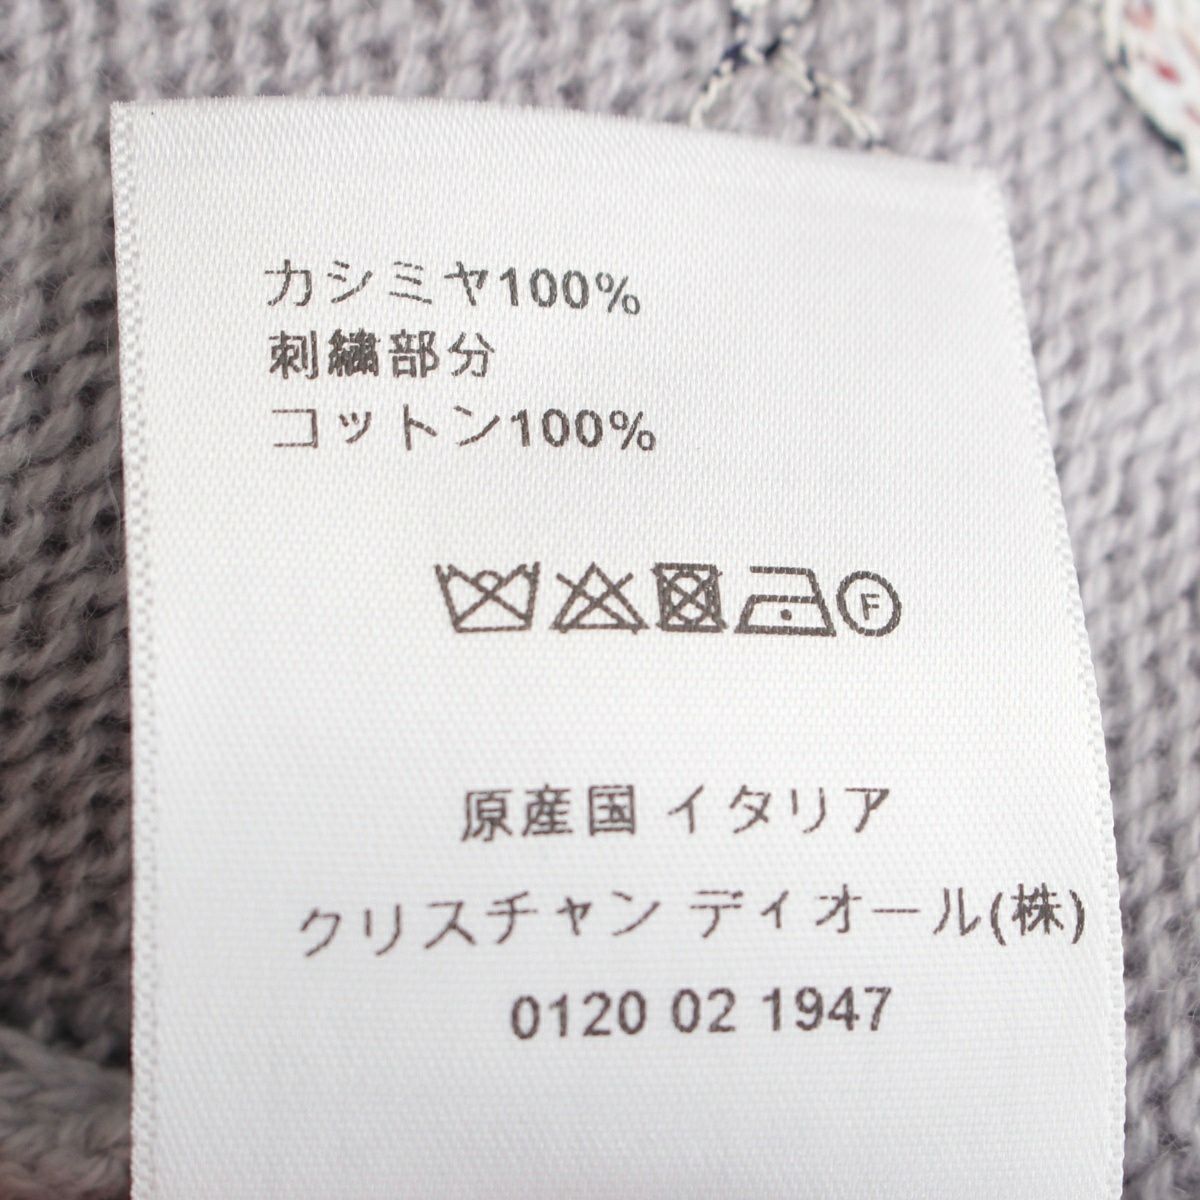 カシミヤ100%
刺繍部分
コットン100%
F
原産国 イタリア
クリスチャン ディオール(株)
0120 02 1947